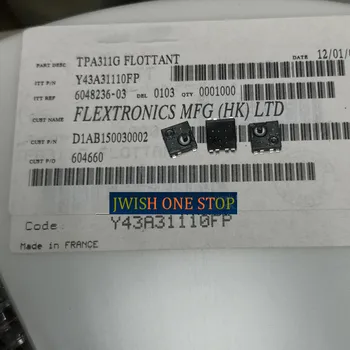 PART DESC TPA311G FLOTTANT 12/01/0
ITT P/N Y43A31110FP
ITT REF 6048236-03 DEL 0103 QTY 0001000
CUST NAME FLEXTRONICS MFG (HK) LTD
CUST P/N D1AB150030002
CUST P/O 604660
JWISH ONE STOP
Code Y43A31110FP
Made in FRANCE